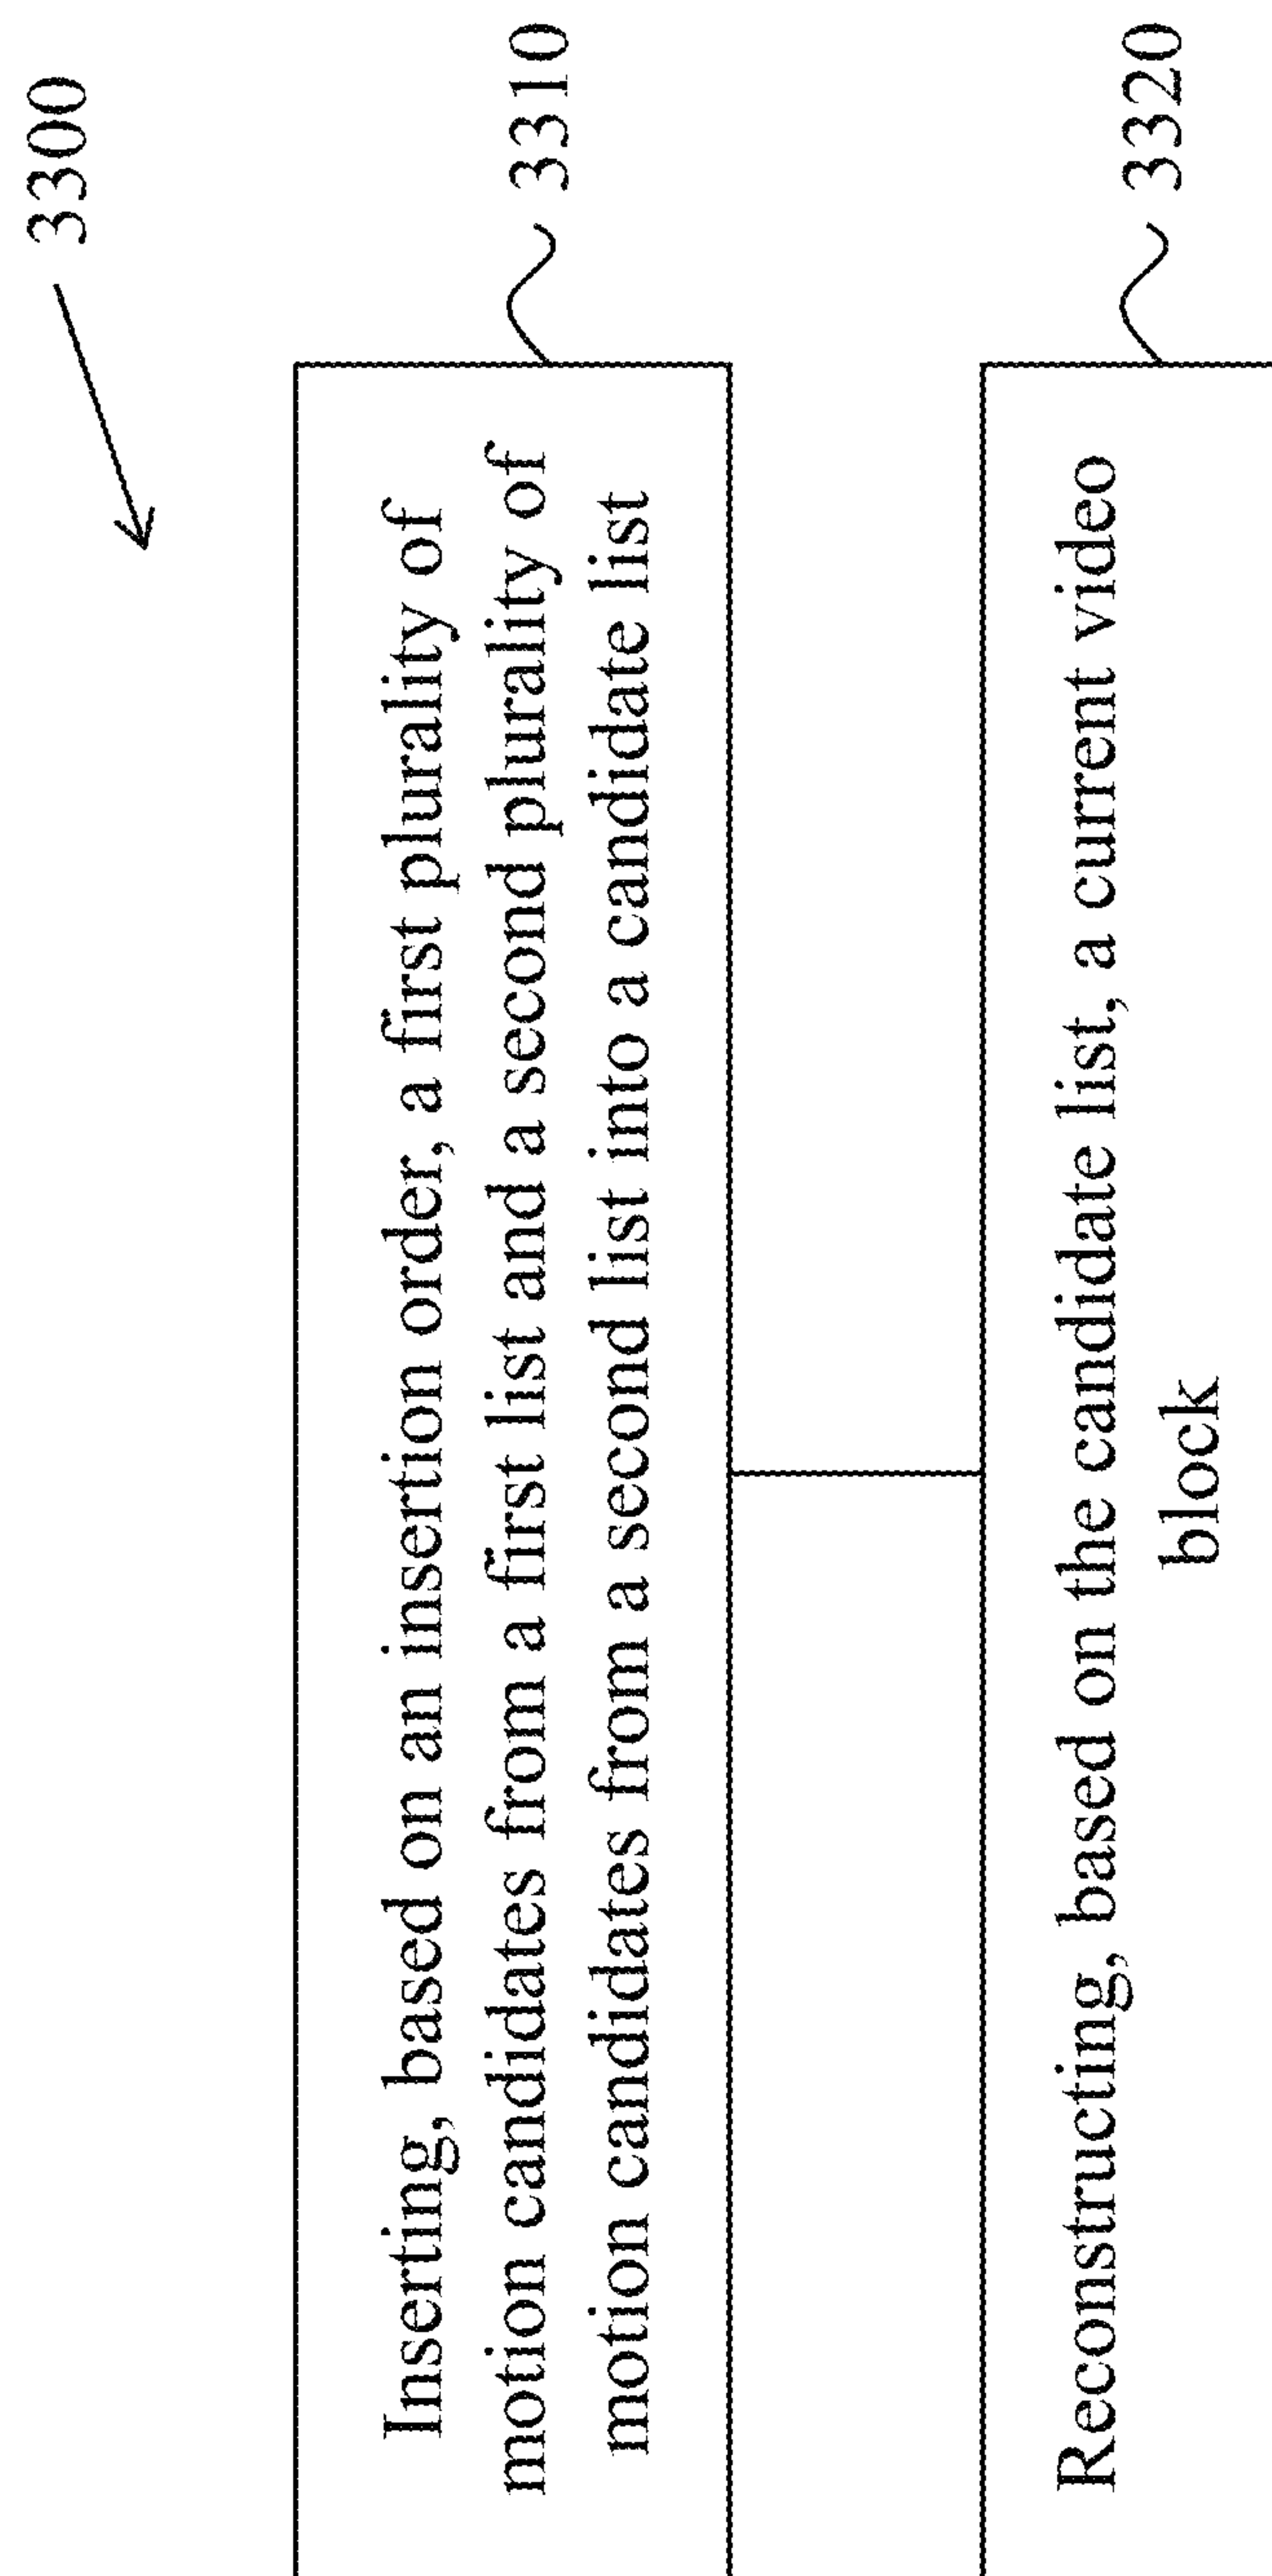 3300
Inserting, based on an insertion order, a first plurality of
motion candidates from a first list and a second plurality of
motion candidates from a second list into a candidate list
3310
Reconstructing, based on the candidate list, a current video
block
3320